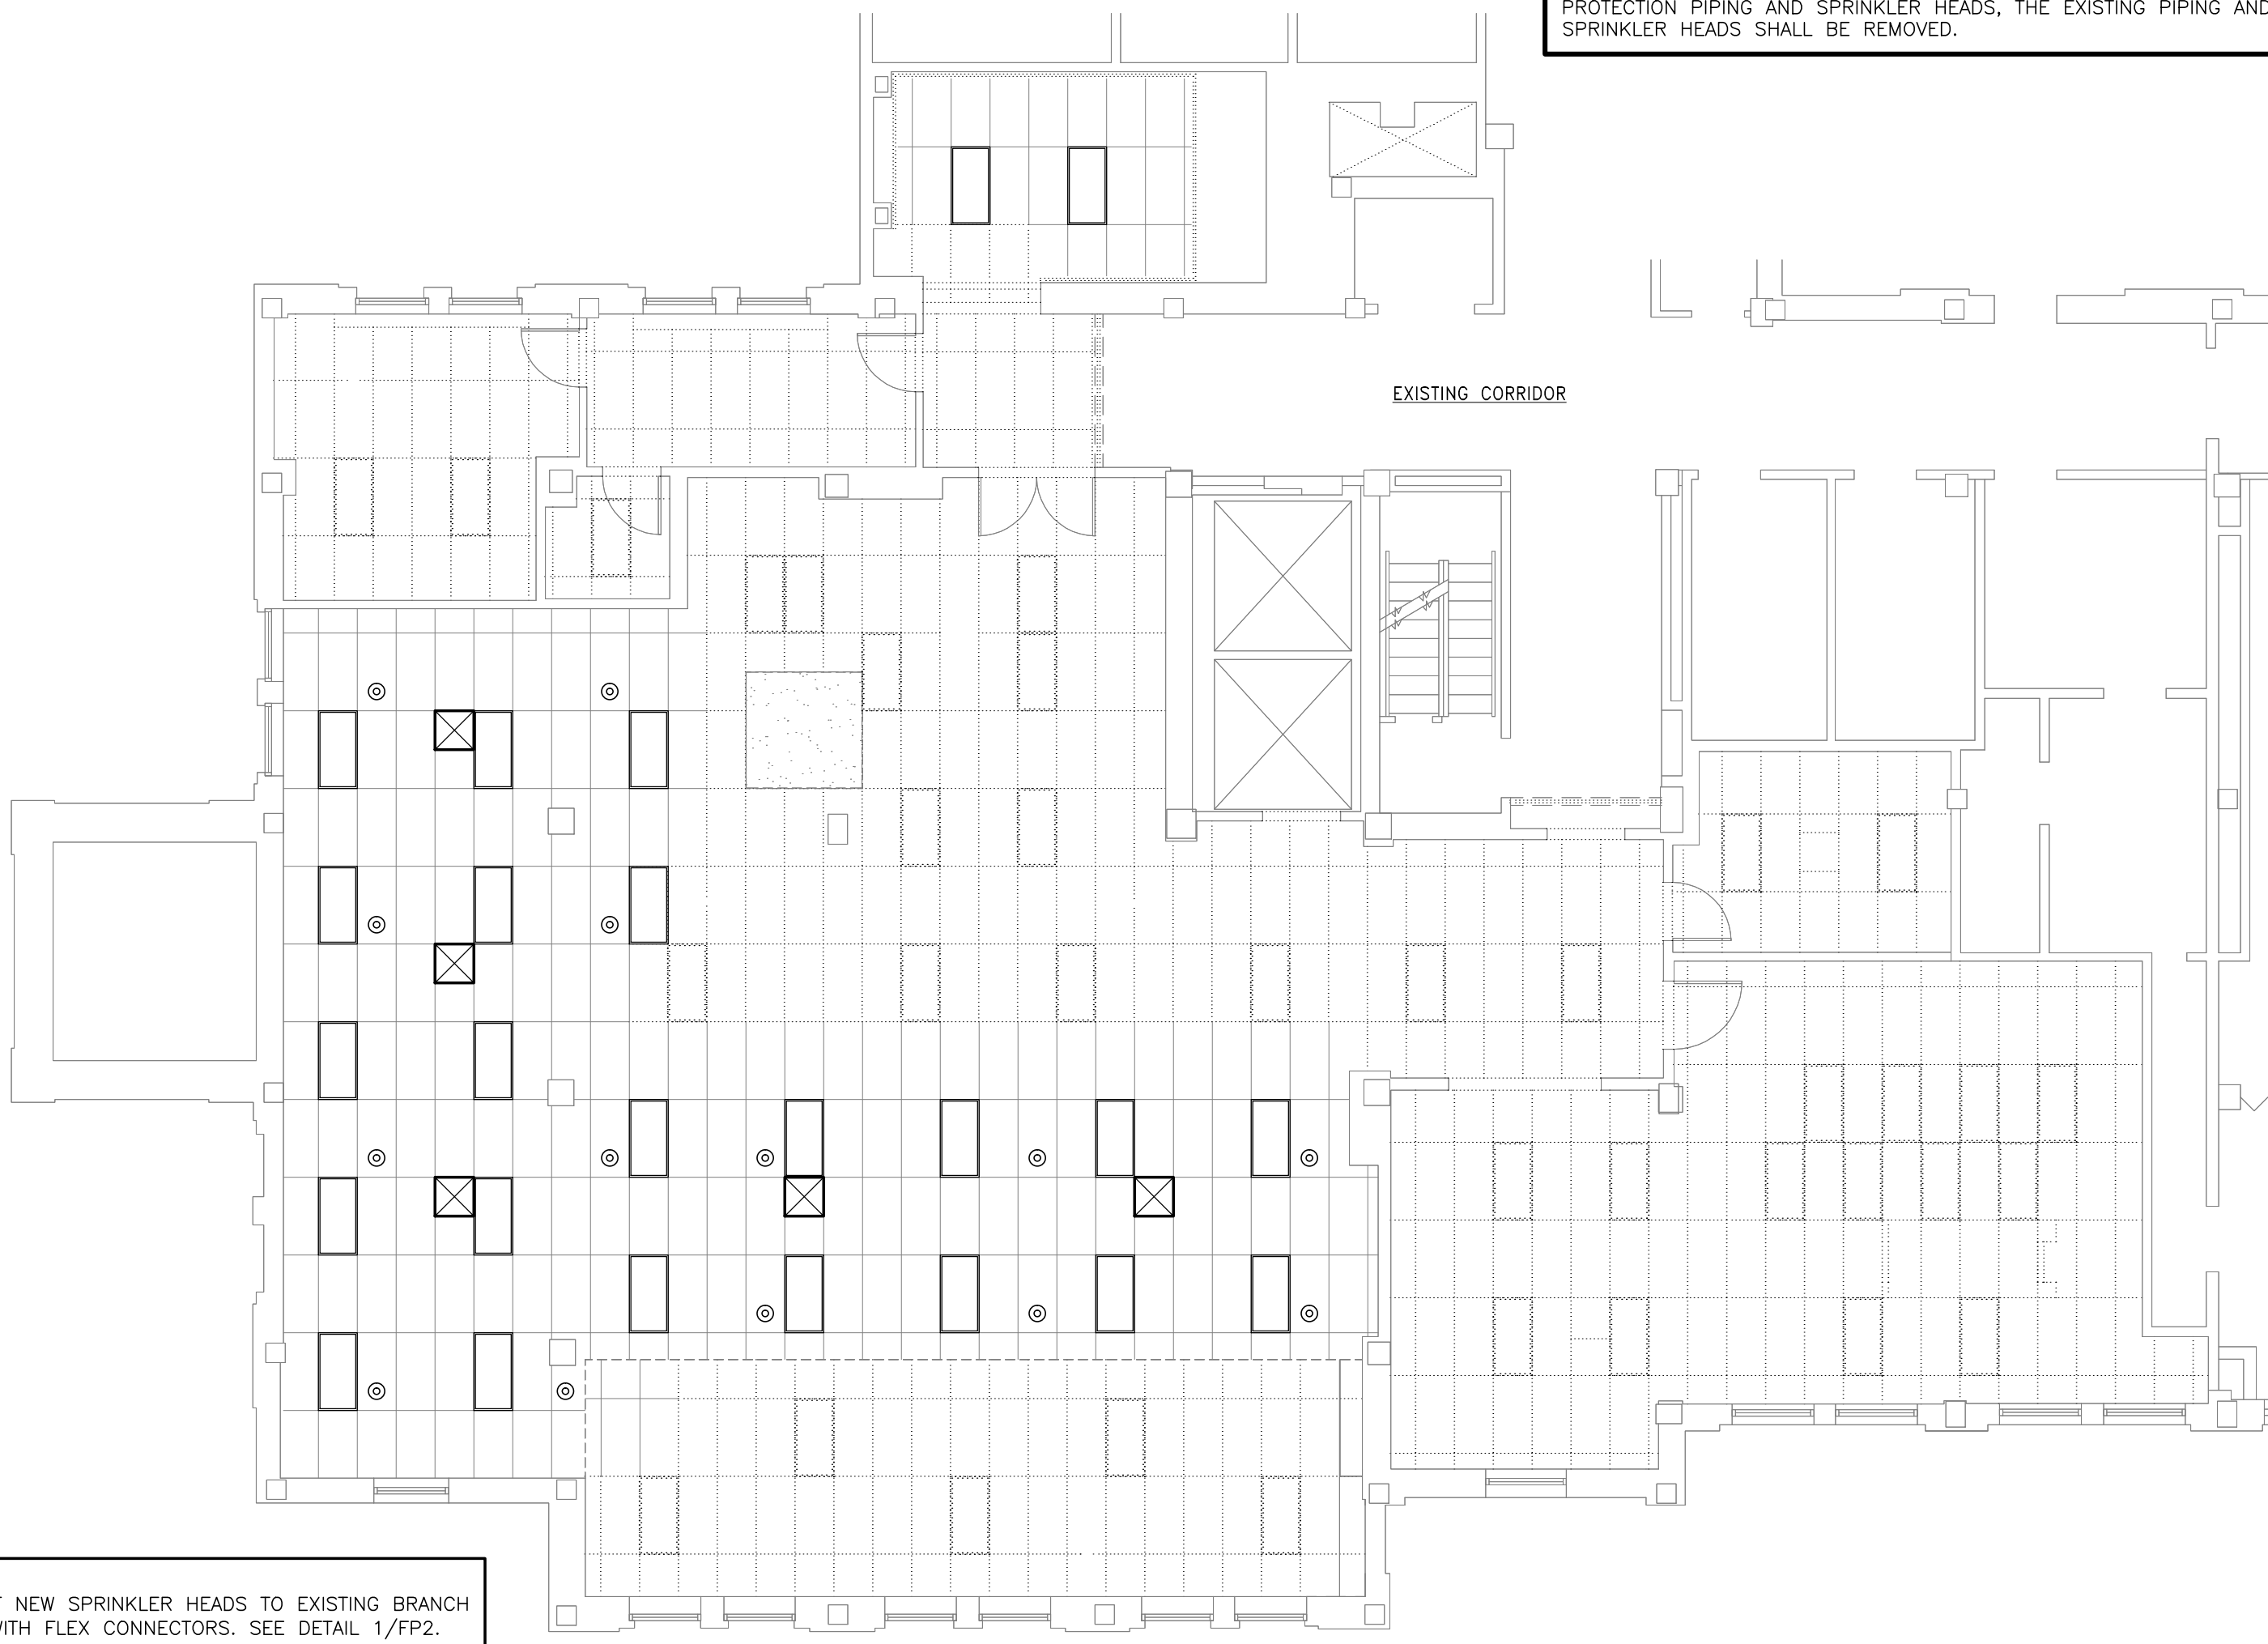 PROTECTION PIPING AND SPRINKLER HEADS, THE EXISTING PIPING AND
SPRINKLER HEADS SHALL BE REMOVED.
EXISTING CORRIDOR
NEW SPRINKLER HEADS TO EXISTING BRANCH
WITH FLEX CONNECTORS. SEE DETAIL 1/FP2.